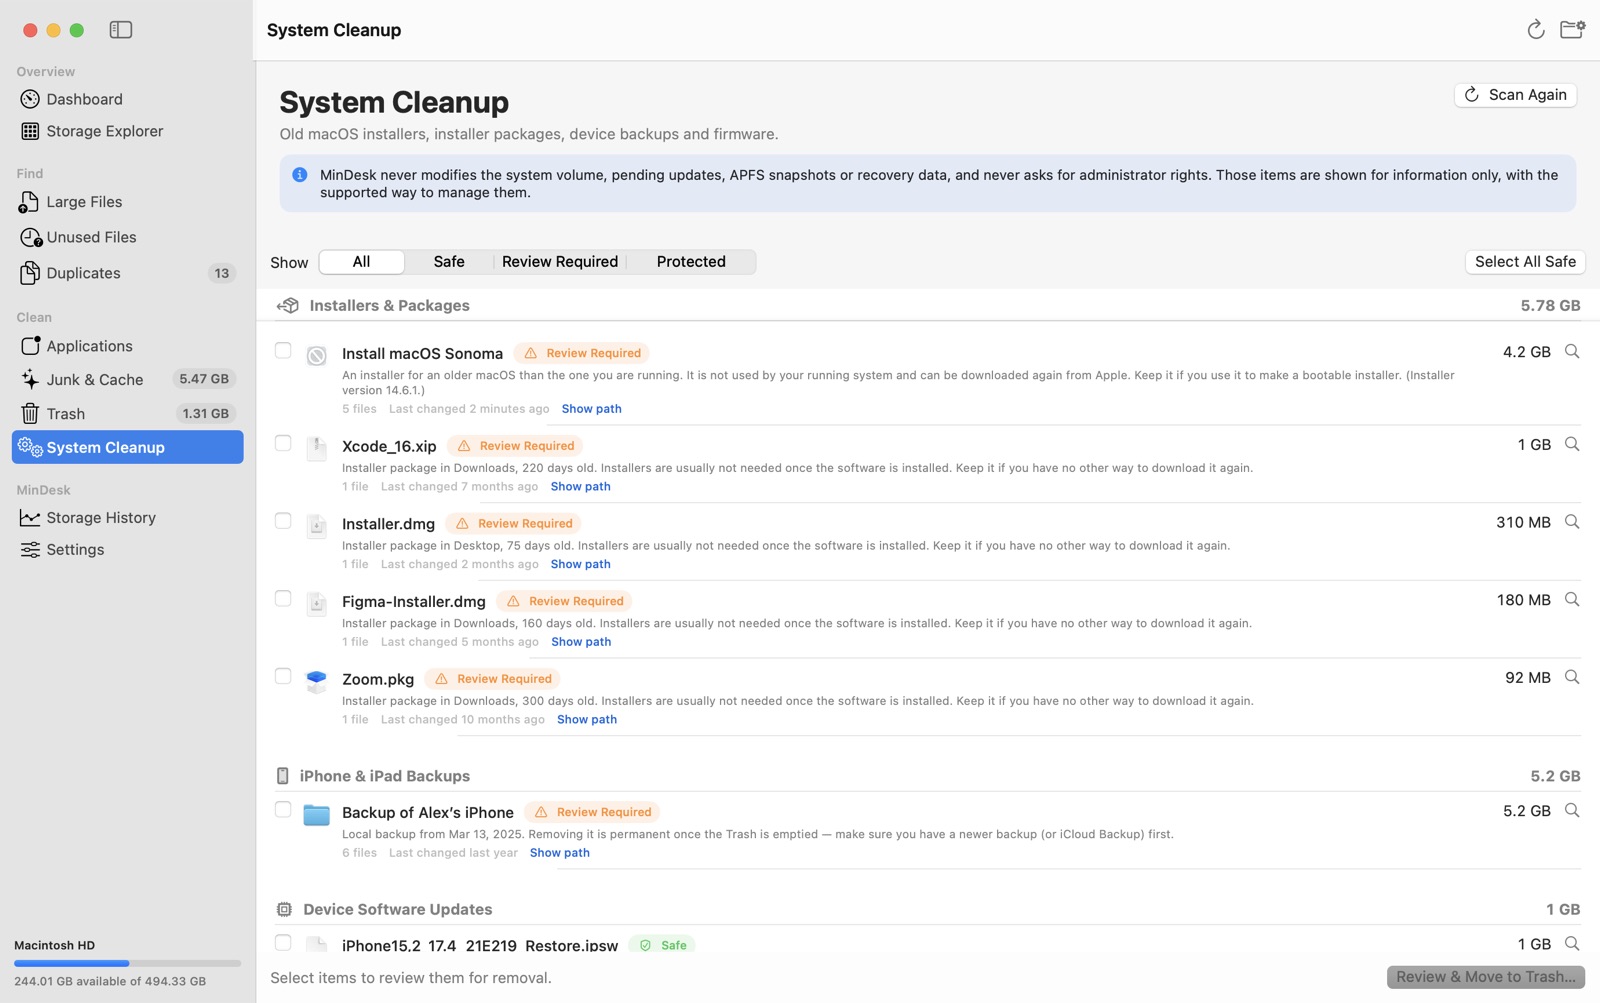 System Cleanup
Overview
Dashboard
Storage Explorer
Find
Large Files
Unused Files
Duplicates 13
Clean
Applications
Junk & Cache 5.47 GB
Trash 1.31 GB
System Cleanup
MinDesk
Storage History
Settings
Macintosh HD
244.01 GB available of 494.33 GB
System Cleanup
Scan Again
Old macOS installers, installer packages, device backups and firmware.
MinDesk never modifies the system volume, pending updates, APFS snapshots or recovery data, and never asks for administrator rights. Those items are shown for information only, with the
supported way to manage them.
Show All Safe Review Required Protected Select All Safe
Installers & Packages 5.78 GB
Install macOS Sonoma Review Required 4.2 GB
An installer for an older macOS than the one you are running. It is not used by your running system and can be downloaded again from Apple. Keep it if you use it to make a bootable installer. (Installer
version 14.6.1.)
5 files Last changed 2 minutes ago Show path
Xcode_16.xip Review Required 1 GB
Installer package in Downloads, 220 days old. Installers are usually not needed once the software is installed. Keep it if you have no other way to download it again.
1 file Last changed 7 months ago Show path
Installer.dmg Review Required 310 MB
Installer package in Desktop, 75 days old. Installers are usually not needed once the software is installed. Keep it if you have no other way to download it again.
1 file Last changed 2 months ago Show path
Figma-Installer.dmg Review Required 180 MB
Installer package in Downloads, 160 days old. Installers are usually not needed once the software is installed. Keep it if you have no other way to download it again.
1 file Last changed 5 months ago Show path
Zoom.pkg Review Required 92 MB
Installer package in Downloads, 300 days old. Installers are usually not needed once the software is installed. Keep it if you have no other way to download it again.
1 file Last changed 10 months ago Show path
iPhone & iPad Backups 5.2 GB
Backup of Alex’s iPhone Review Required 5.2 GB
Local backup from Mar 13, 2025. Removing it is permanent once the Trash is emptied — make sure you have a newer backup (or iCloud Backup) first.
6 files Last changed last year Show path
Device Software Updates 1 GB
iPhone15,2_17.4_21E219_Restore.ipsw Safe 1 GB
Select items to review them for removal.
Review & Move to Trash...